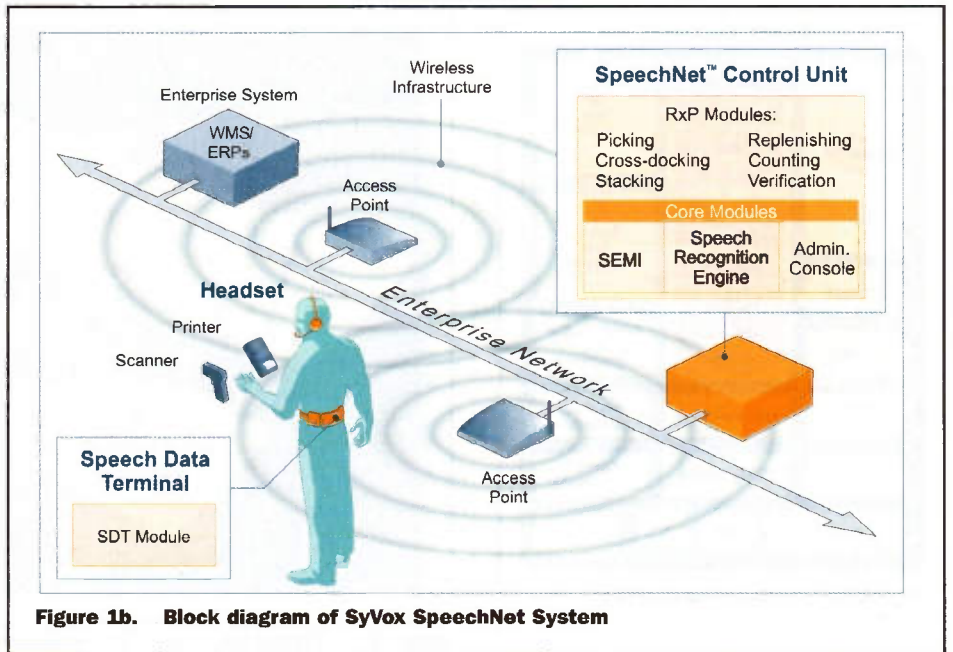 Wireless
Infrastructure
Enterprise System
WMS/
ERPs
Access
Point
Headset
Printer
Scanner
Enterprise Network
Access
Point
Speech Data
Terminal
SDT Module
SpeechNet™ Control Unit
RxP Modules:
Picking Replenishing
Cross-docking Counting
Stacking Verification
Core Modules
SEMI
Speech
Recognition
Engine
Admin.
Console
Figure 1b. Block diagram of SyVox SpeechNet System